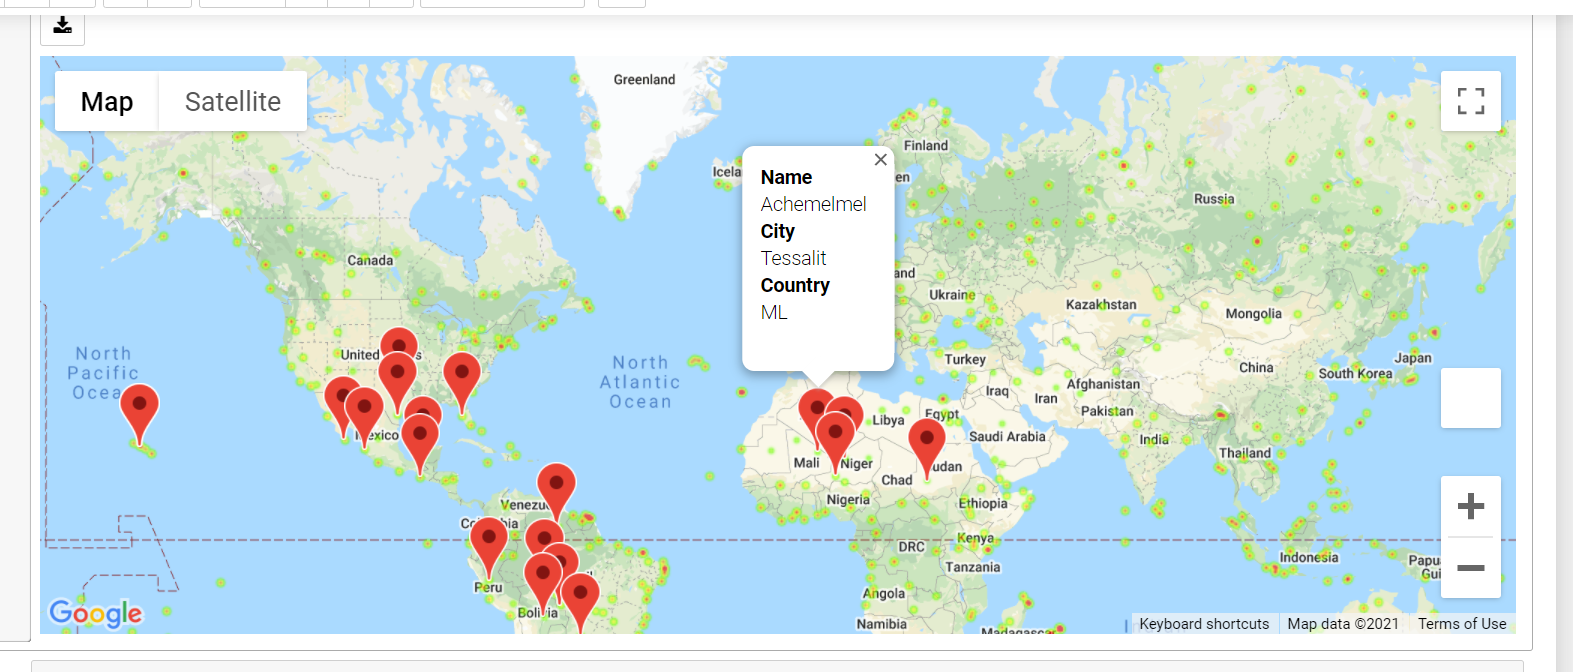 Map
Satellite
Greenland
Finland
Icela
en
Name
Achemelmel
City
Tessalit
Country
ML
Russia
Canada
and
Ukraine
Kazakhstan
Mongolia
North
Pacific
Ocea
United
s
North
Atlantic
Ocean
Turkey
China
Japan
South Korea
Iraq
Iran
Afghanistan
Pakistan
Libya
Egypt
Saudi Arabia
India
Thailand
exico
Mali
Niger
Chad
udan
Nigeria
Ethiopia
Venezu
Co
bia
DRC
Kenya
Tanzania
Indonesia
Papu
Gui
Peru
il
Bolivia
Angola
Namibia
Madagascar
Google
Keyboard shortcuts
Map data ©2021
Terms of Use